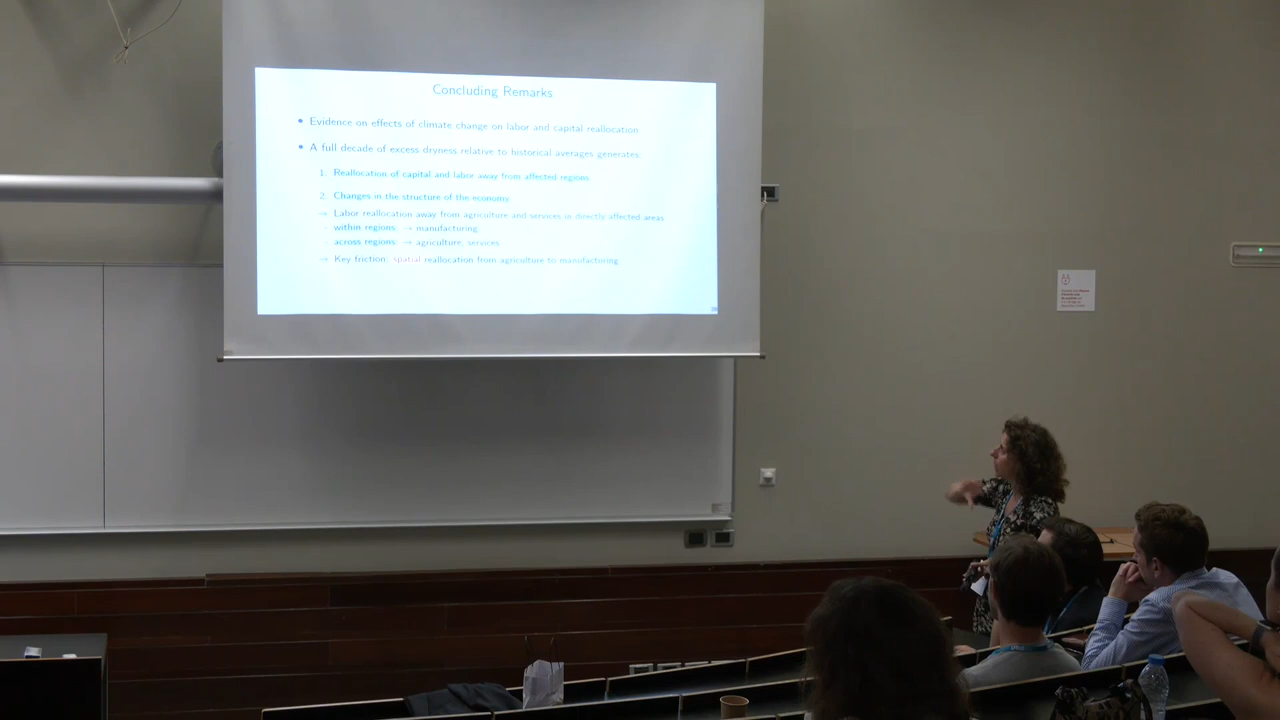 Concluding Remarks
• Evidence on effects of climate change on labor and capital reallocation
• A full decade of excess dryness relative to historical averages generates:
1. Reallocation of capital and labor away from affected regions
2. Changes in the structure of the economy:
→ Labor reallocation away from agriculture and services in directly affected areas
- within regions: → manufacturing
- across regions: → agriculture, services
→ Key friction: spatial reallocation from agriculture to manufacturing